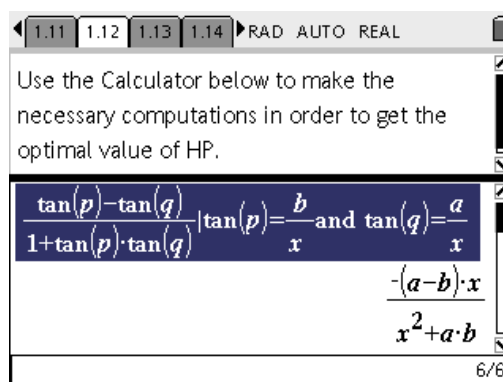 1.11 1.12 1.13 1.14 RAD AUTO REAL
Use the Calculator below to make the
necessary computations in order to get the
optimal value of HP.
tan(p)-tan(q)/1+tan(p)·tan(q)|tan(p)=b/x and tan(q)=a/x
-(a-b)·x/x²+a·b